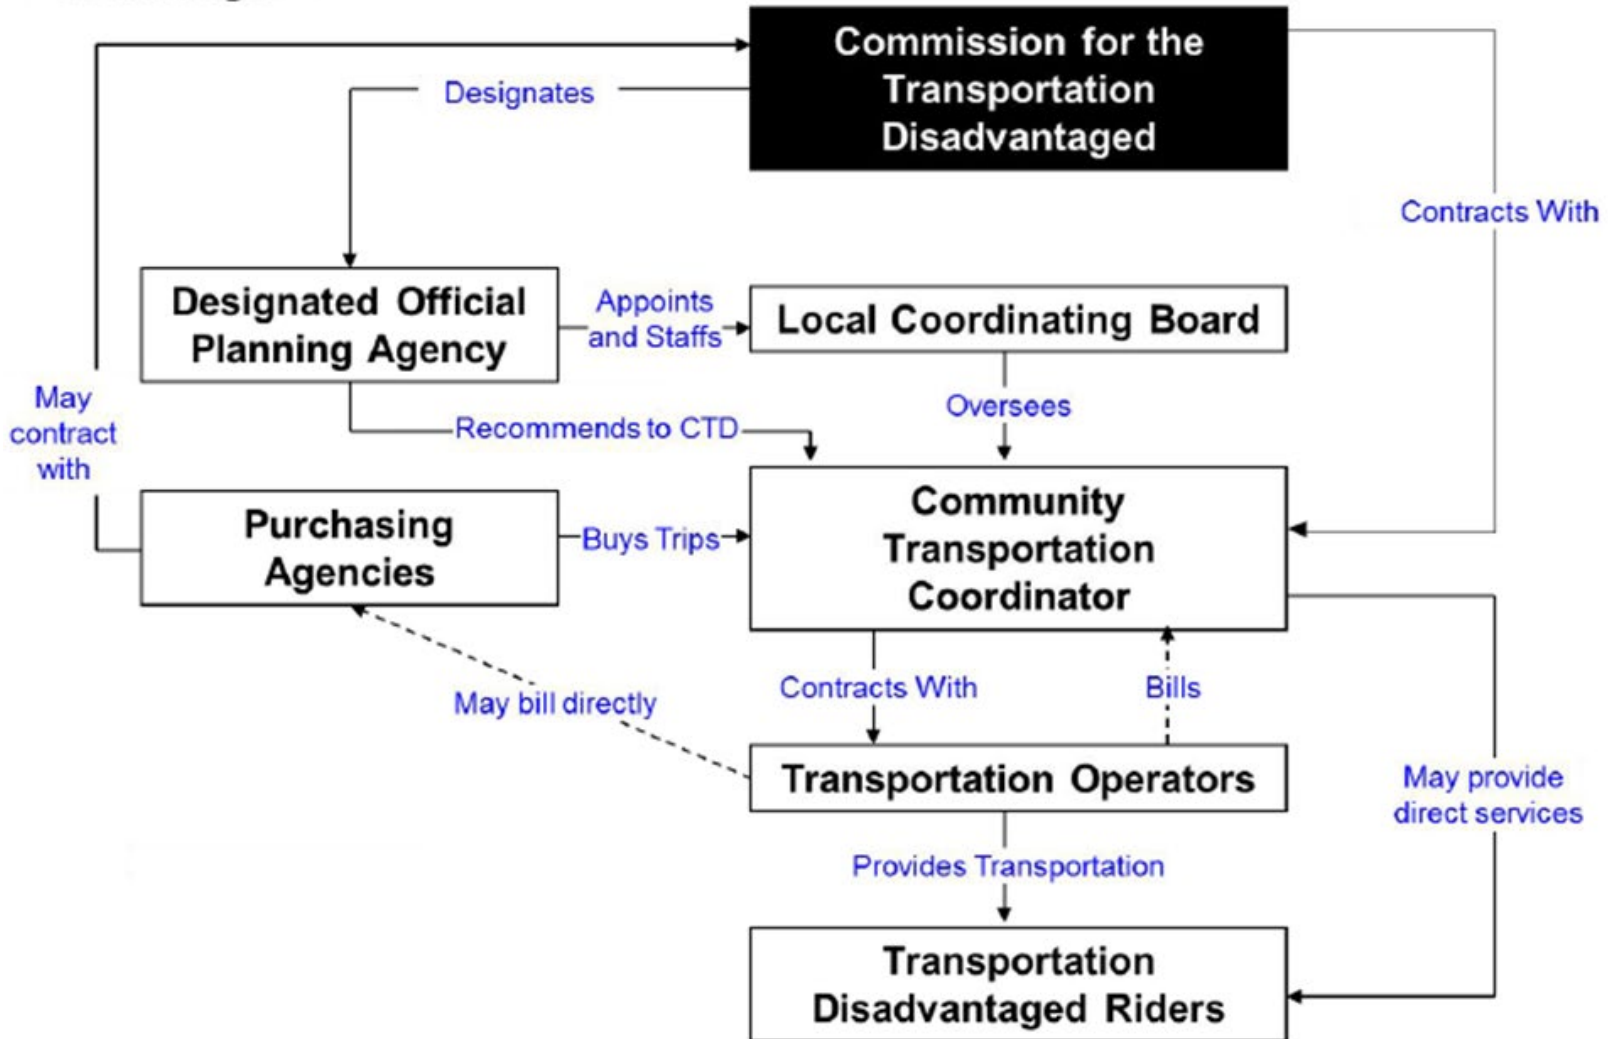 Commission for the
Transportation
Disadvantaged
Designates
Contracts With
Designated Official
Planning Agency
Appoints
and Staffs
Local Coordinating Board
May
contract
with
Recommends to CTD
Oversees
Purchasing
Agencies
Buys Trips
Community
Transportation
Coordinator
May bill directly
Contracts With
Bills
Transportation Operators
May provide
direct services
Provides Transportation
Transportation
Disadvantaged Riders